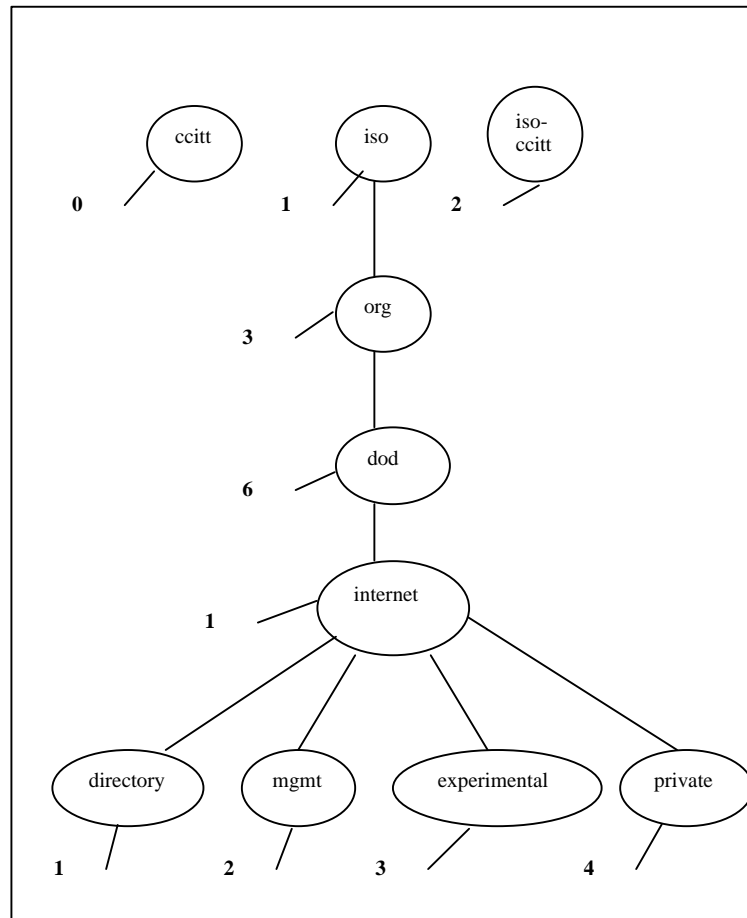 ccitt
iso
iso-
ccitt
0
1
2
org
3
dod
6
internet
1
directory
mgmt
experimental
private
1
2
3
4